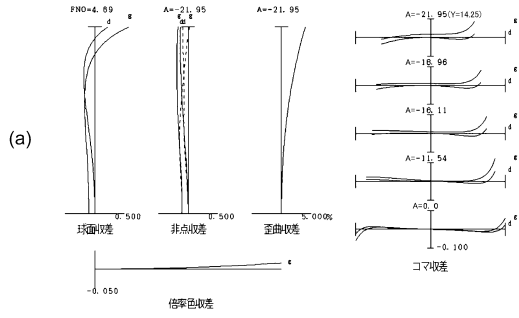 (a)
FNO=4.69
d g
0.500
球面収差
A=-21.95
g dd g
0.500
非点収差
A=-21.95
5.000%
歪曲収差
-0.050
g
倍率色収差
A=-21.95(Y=14.25)
g
d
A=-18.96
g
d
A=-16.11
g
d
A=-11.54
g
d
A=0.0
g
d
-0.100
コマ収差